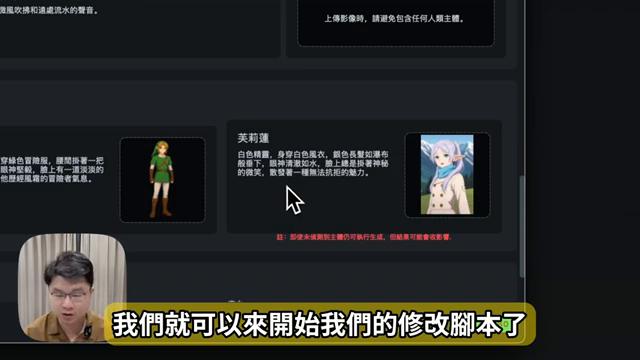 微風吹拂和遠處流水的聲音。
上傳影像時，請避免包含任何人類主體。
芙莉蓮
穿綠色冒險服，腰間掛著一把
眼神堅毅，臉上有一道淡淡的
他歷經風霜的冒險者氣息。
白色精靈，身穿白色風衣，銀色長髮如瀑布
般垂下，眼神清澈如水，臉上總是掛著神秘
的微笑，散發著一種無法抗拒的魅力。
註：即使未偵測到主體仍可執行生成，但結果可能會收影響。
我們就可以來開始我們的修改腳本了